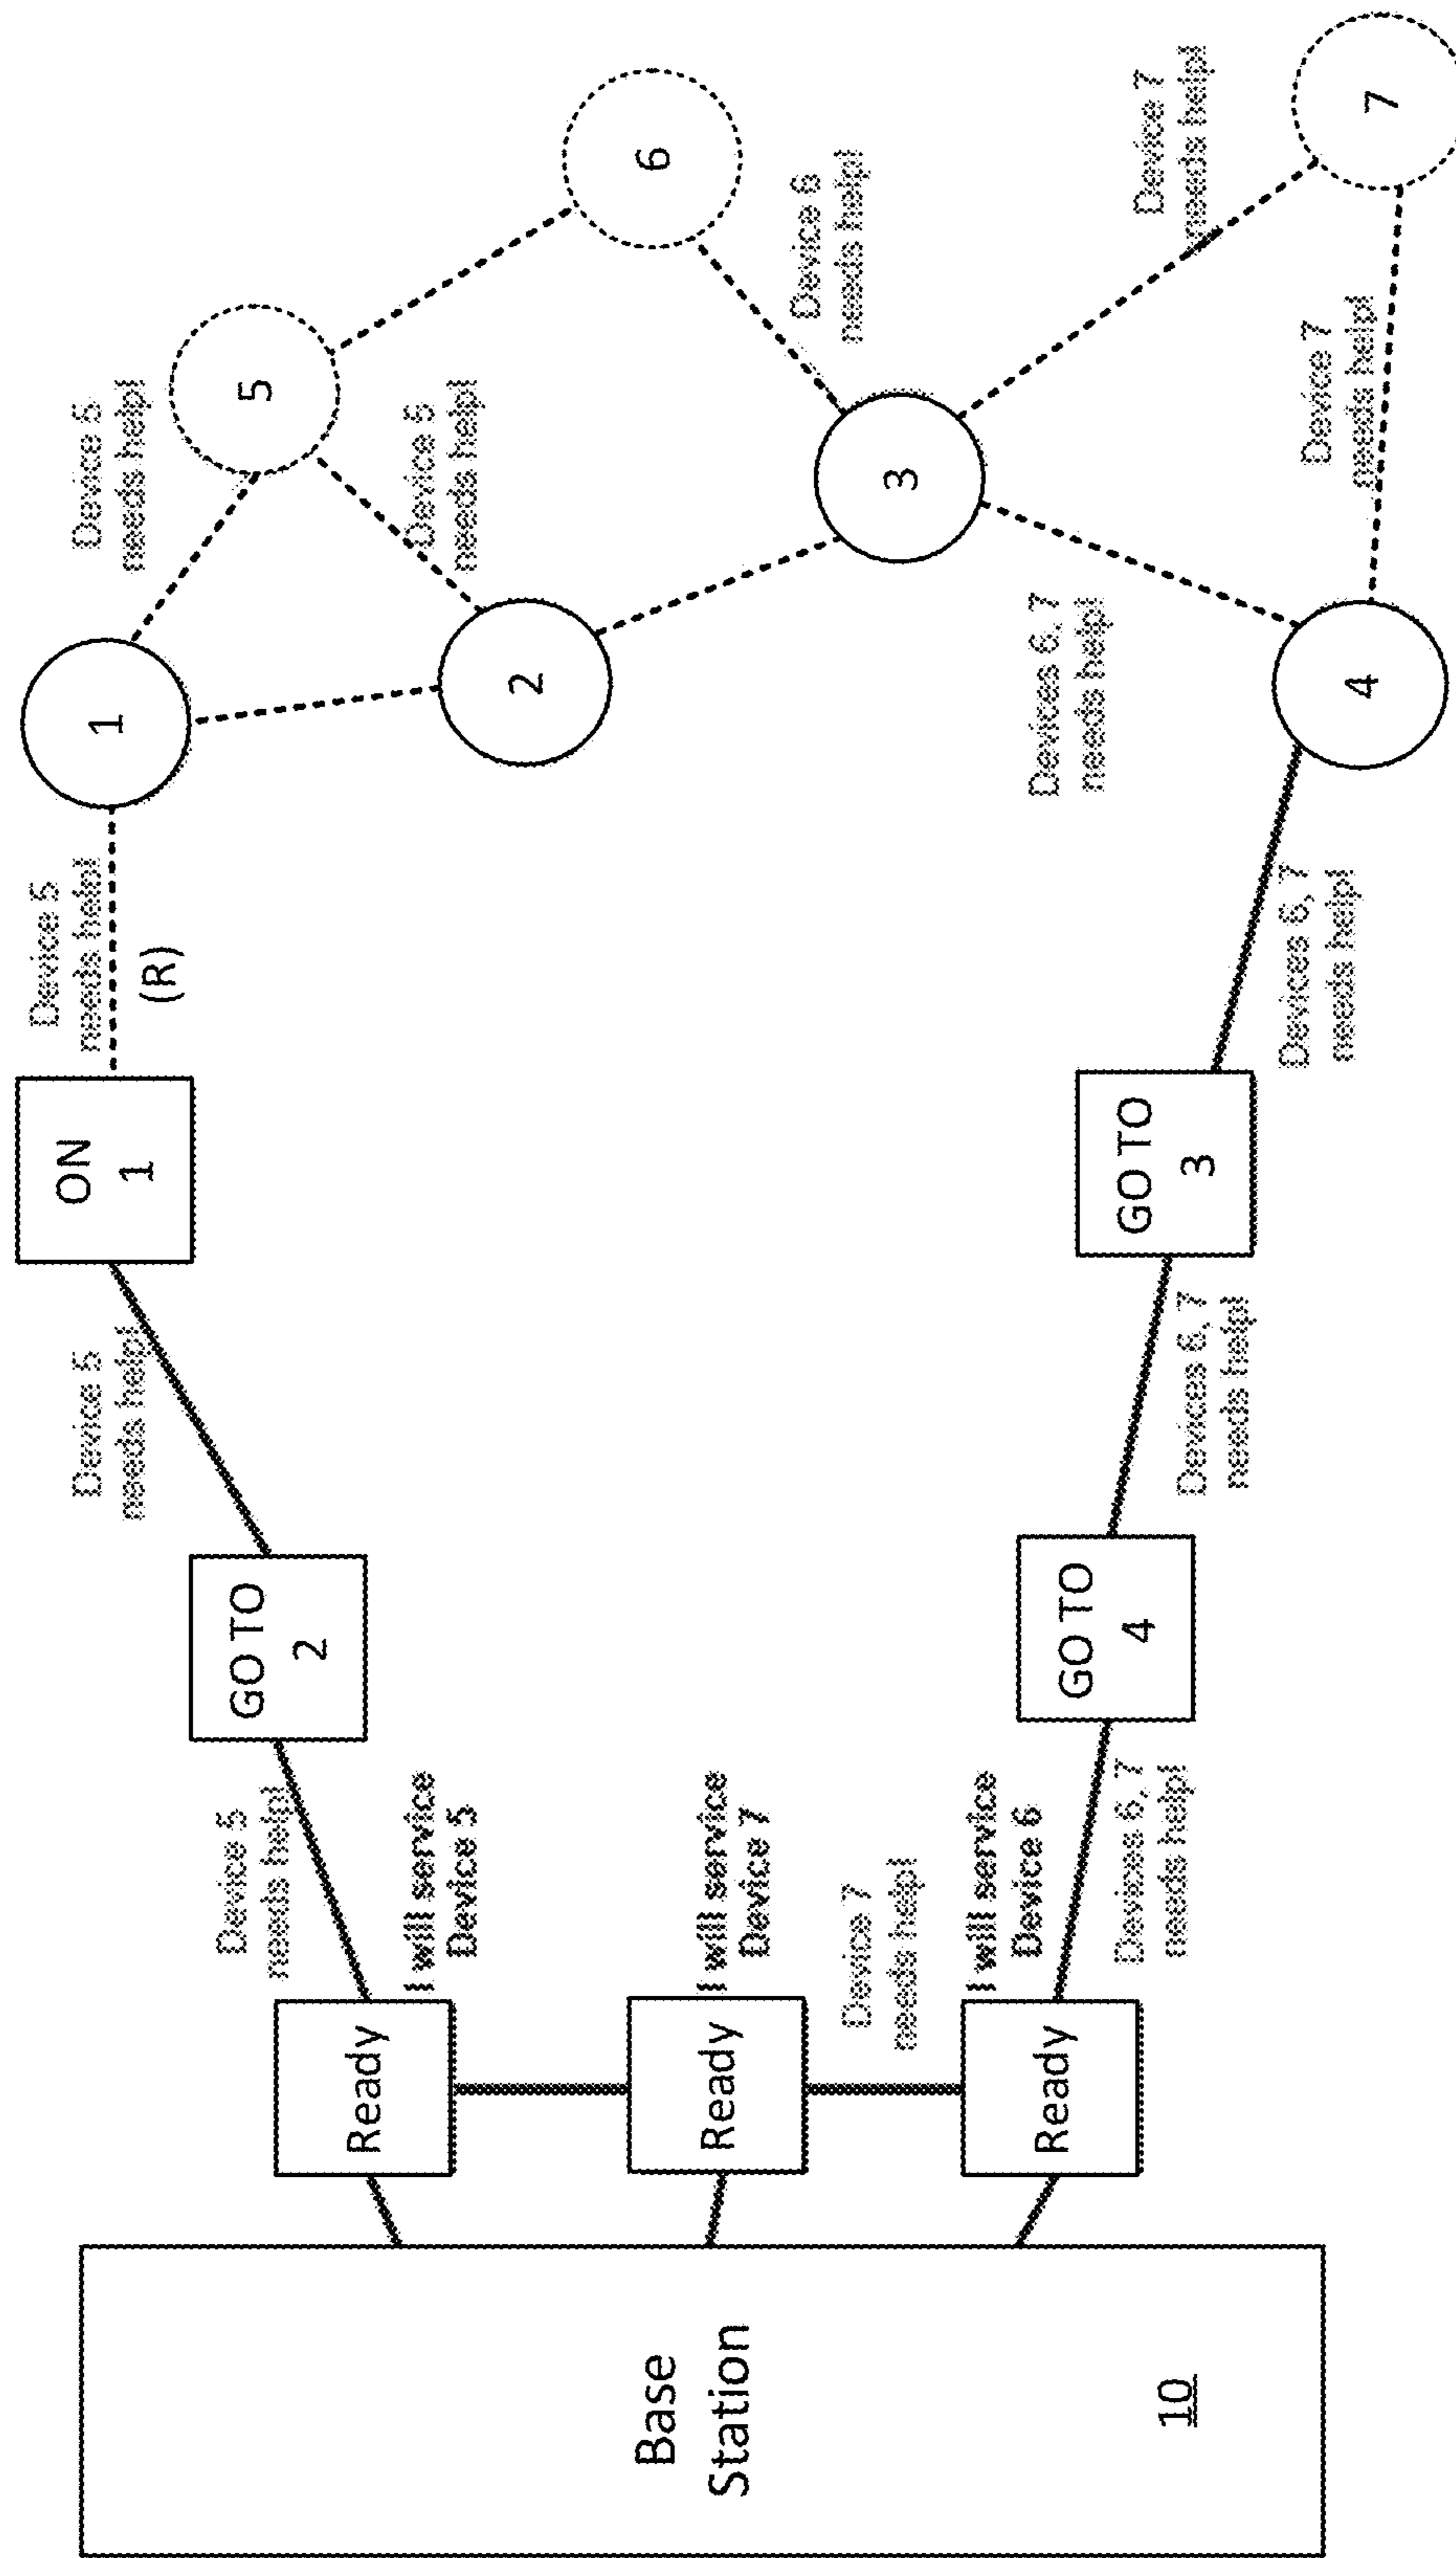 Base
Station
10
Ready
Ready
Ready
Device 5
needs help!
I will service
Device 5
I will service
Device 7
Device 7
needs help!
I will service
Device 6
Devices 6, 7
needs help!
GO TO
2
GO TO
4
Device 5
needs help!
Devices 6, 7
needs help!
ON
1
GO TO
3
Device 5
needs help!
(R)
Devices 6, 7
needs help!
1
2
3
4
Devices 6, 7
needs help!
Device 5
needs help!
Device 5
needs help!
5
6
Device 6
needs help!
Device 7
needs help!
Device 7
needs help!
7